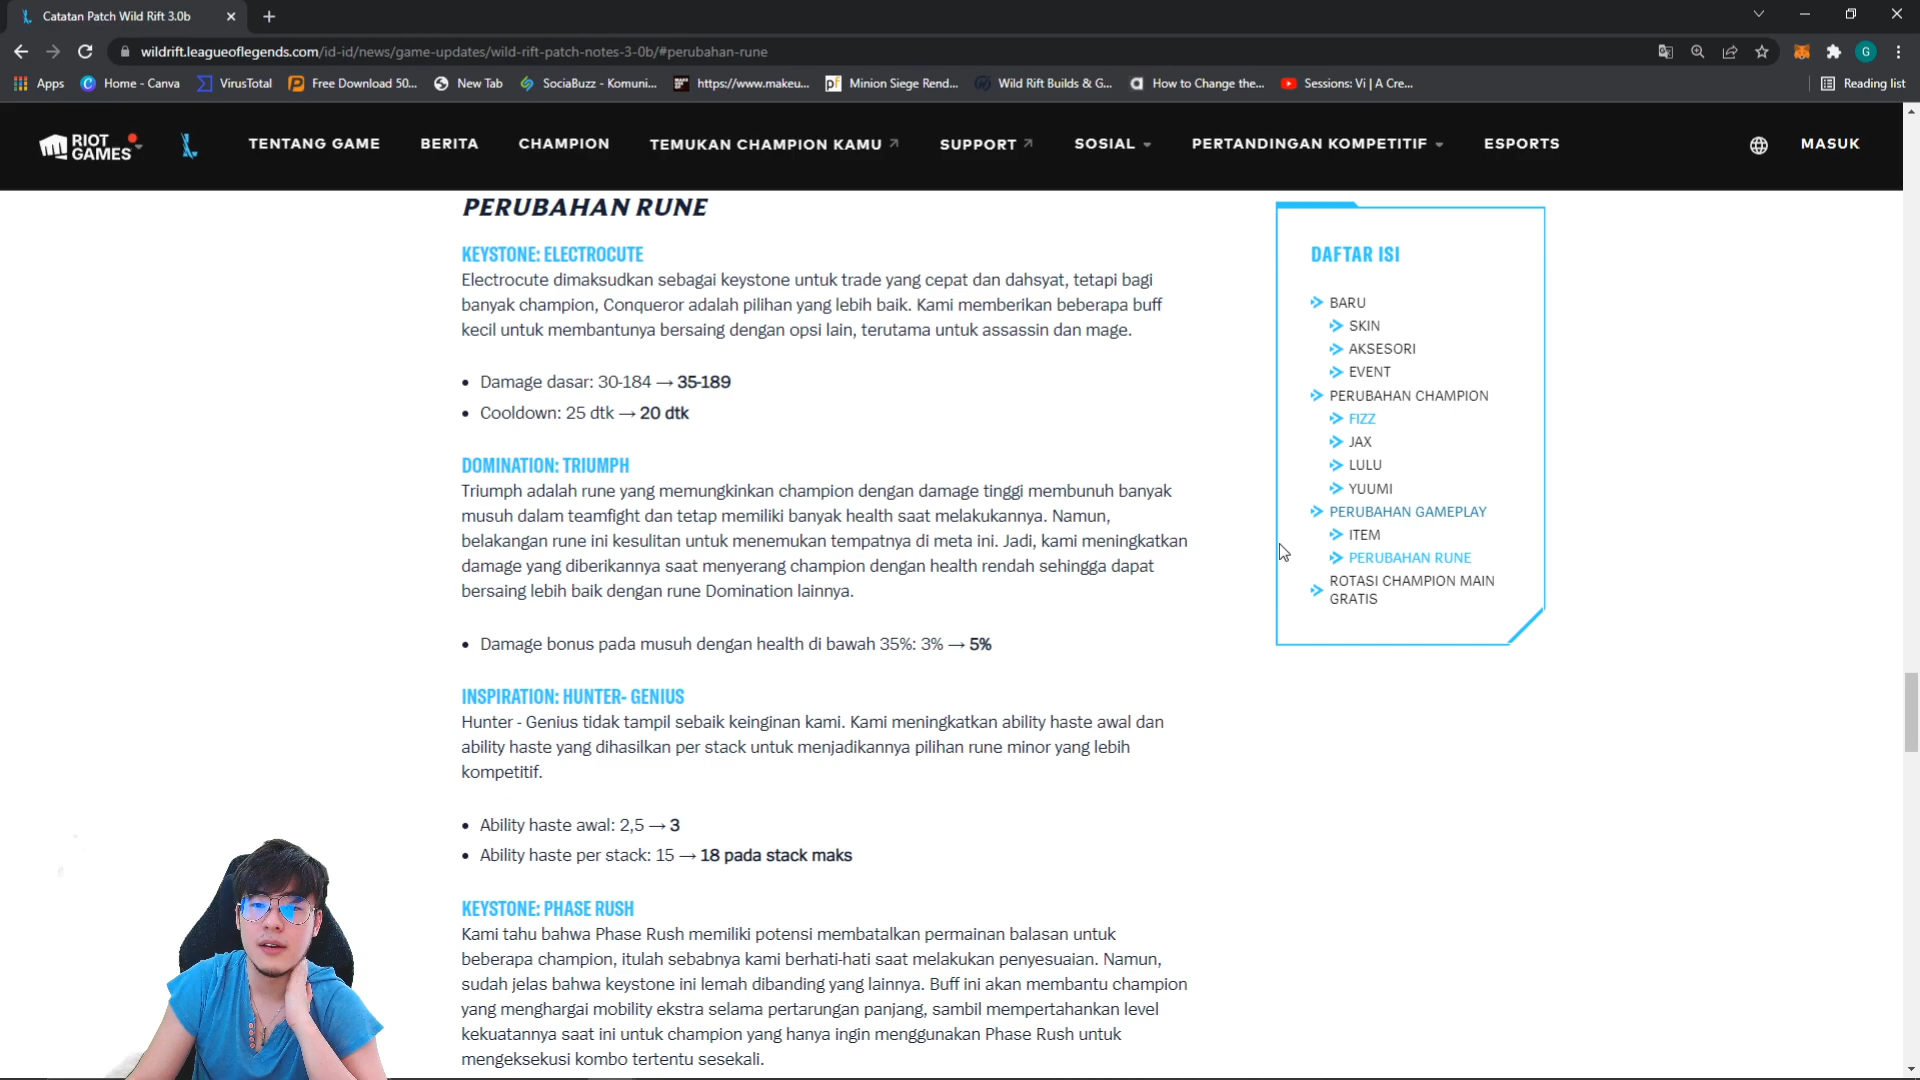 Catatan Patch Wild Rift 3.0b
wildrift.leagueoflegends.com/id-id/news/game-updates/wild-rift-patch-notes-3-0b/#perubahan-rune
G
Apps
Home - Canva
VirusTotal
Free Download 50...
New Tab
SociaBuzz - Komuni...
https://www.makeu...
Minion Siege Rend...
Wild Rift Builds & G...
How to Change the...
Sessions: Vi | A Cre...
Reading list
RIOT GAMES
TENTANG GAME
BERITA
CHAMPION
TEMUKAN CHAMPION KAMU
SUPPORT
SOSIAL
PERTANDINGAN KOMPETITIF
ESPORTS
MASUK
PERUBAHAN RUNE
KEYSTONE: ELECTROCUTE
Electrocute dimaksudkan sebagai keystone untuk trade yang cepat dan dahsyat, tetapi bagi
banyak champion, Conqueror adalah pilihan yang lebih baik. Kami memberikan beberapa buff
kecil untuk membantunya bersaing dengan opsi lain, terutama untuk assassin dan mage.
• Damage dasar: 30-184 → 35-189
• Cooldown: 25 dtk → 20 dtk
DOMINATION: TRIUMPH
Triumph adalah rune yang memungkinkan champion dengan damage tinggi membunuh banyak
musuh dalam teamfight dan tetap memiliki banyak health saat melakukannya. Namun,
belakangan rune ini kesulitan untuk menemukan tempatnya di meta ini. Jadi, kami meningkatkan
damage yang diberikannya saat menyerang champion dengan health rendah sehingga dapat
bersaing lebih baik dengan rune Domination lainnya.
• Damage bonus pada musuh dengan health di bawah 35%: 3% → 5%
INSPIRATION: HUNTER- GENIUS
Hunter - Genius tidak tampil sebaik keinginan kami. Kami meningkatkan ability haste awal dan
ability haste yang dihasilkan per stack untuk menjadikannya pilihan rune minor yang lebih
kompetitif.
• Ability haste awal: 2,5 → 3
• Ability haste per stack: 15 → 18 pada stack maks
KEYSTONE: PHASE RUSH
Kami tahu bahwa Phase Rush memiliki potensi membatalkan permainan balasan untuk
beberapa champion, itulah sebabnya kami berhati-hati saat melakukan penyesuaian. Namun,
sudah jelas bahwa keystone ini lemah dibanding yang lainnya. Buff ini akan membantu champion
yang menghargai mobility ekstra selama pertarungan panjang, sambil mempertahankan level
kekuatannya saat ini untuk champion yang hanya ingin menggunakan Phase Rush untuk
mengeksekusi kombo tertentu sesekali.
DAFTAR ISI
BARU
SKIN
AKSESORI
EVENT
PERUBAHAN CHAMPION
FIZZ
JAX
LULU
YUUMI
PERUBAHAN GAMEPLAY
ITEM
PERUBAHAN RUNE
ROTASI CHAMPION MAIN
GRATIS